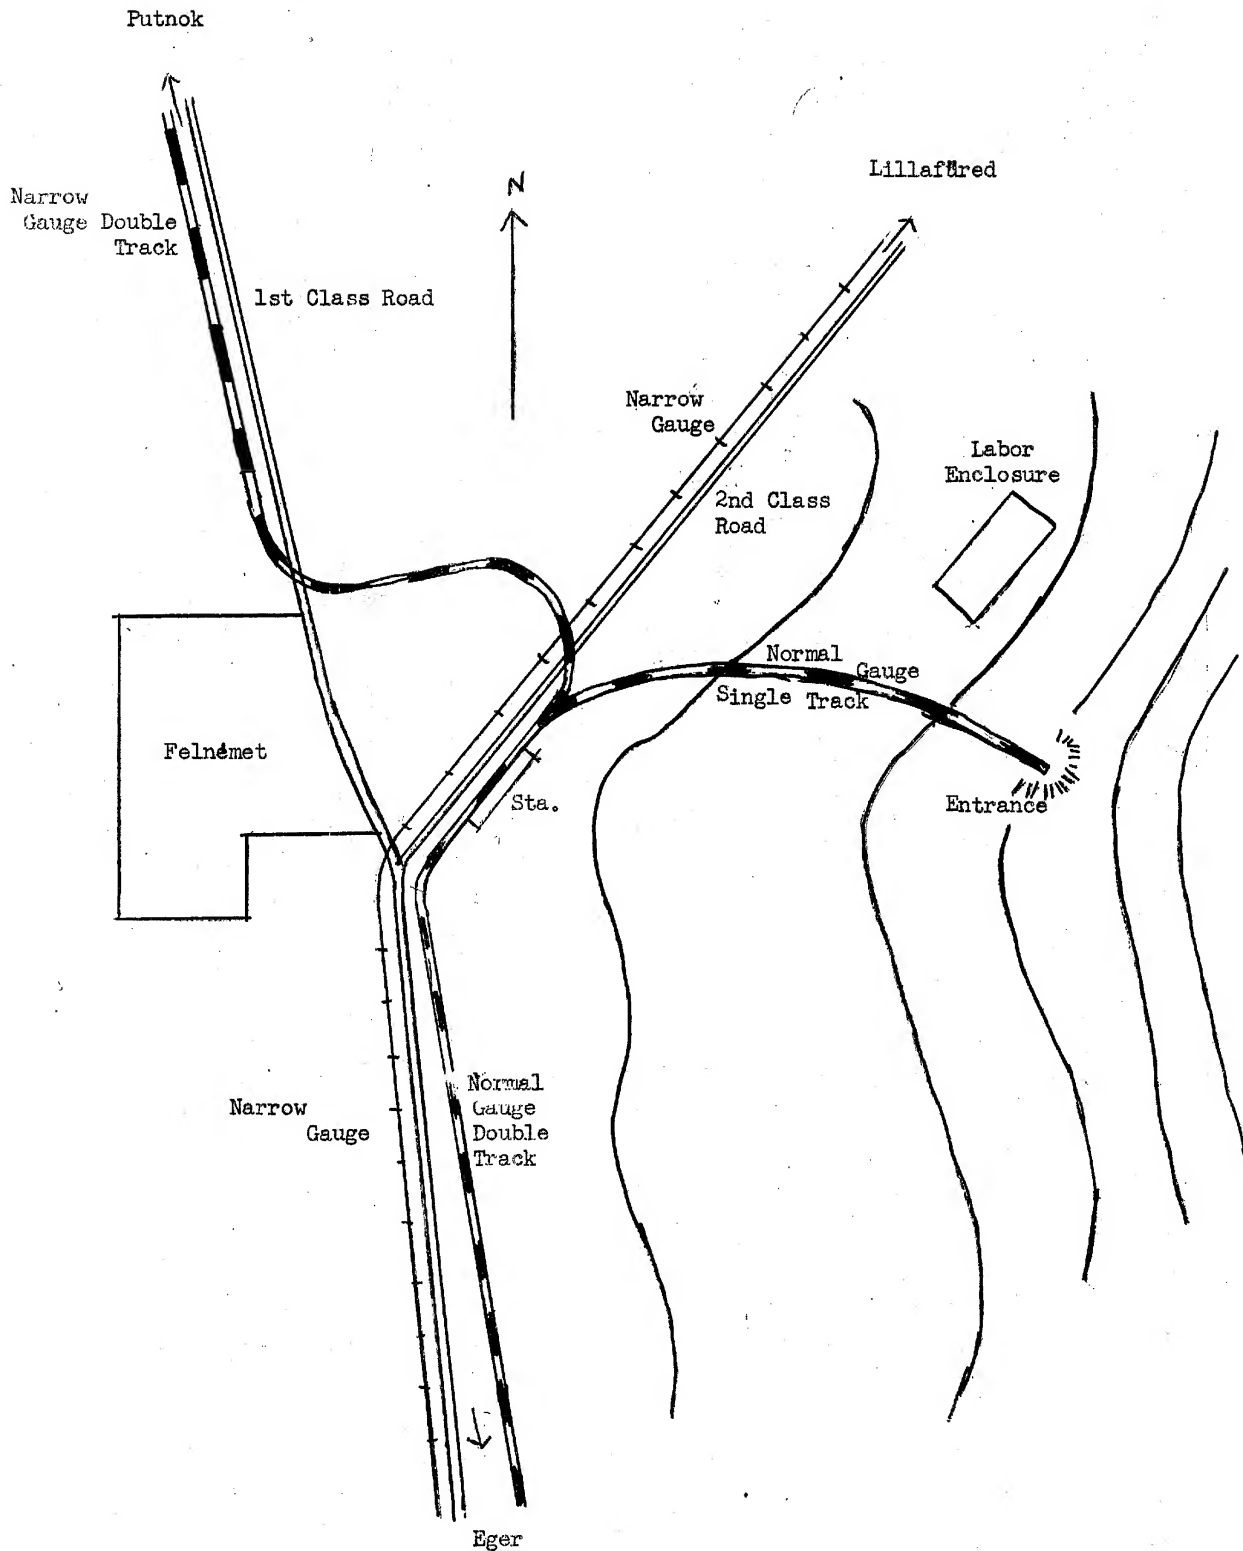 Putnok
N
Lillafüred
Narrow
Gauge Double
Track
1st Class Road
Narrow
Gauge
Labor
Enclosure
2nd Class
Road
Normal
Gauge
Single Track
Felnémet
Sta.
Entrance
Narrow
Gauge
Normal
Gauge
Double
Track
Eger